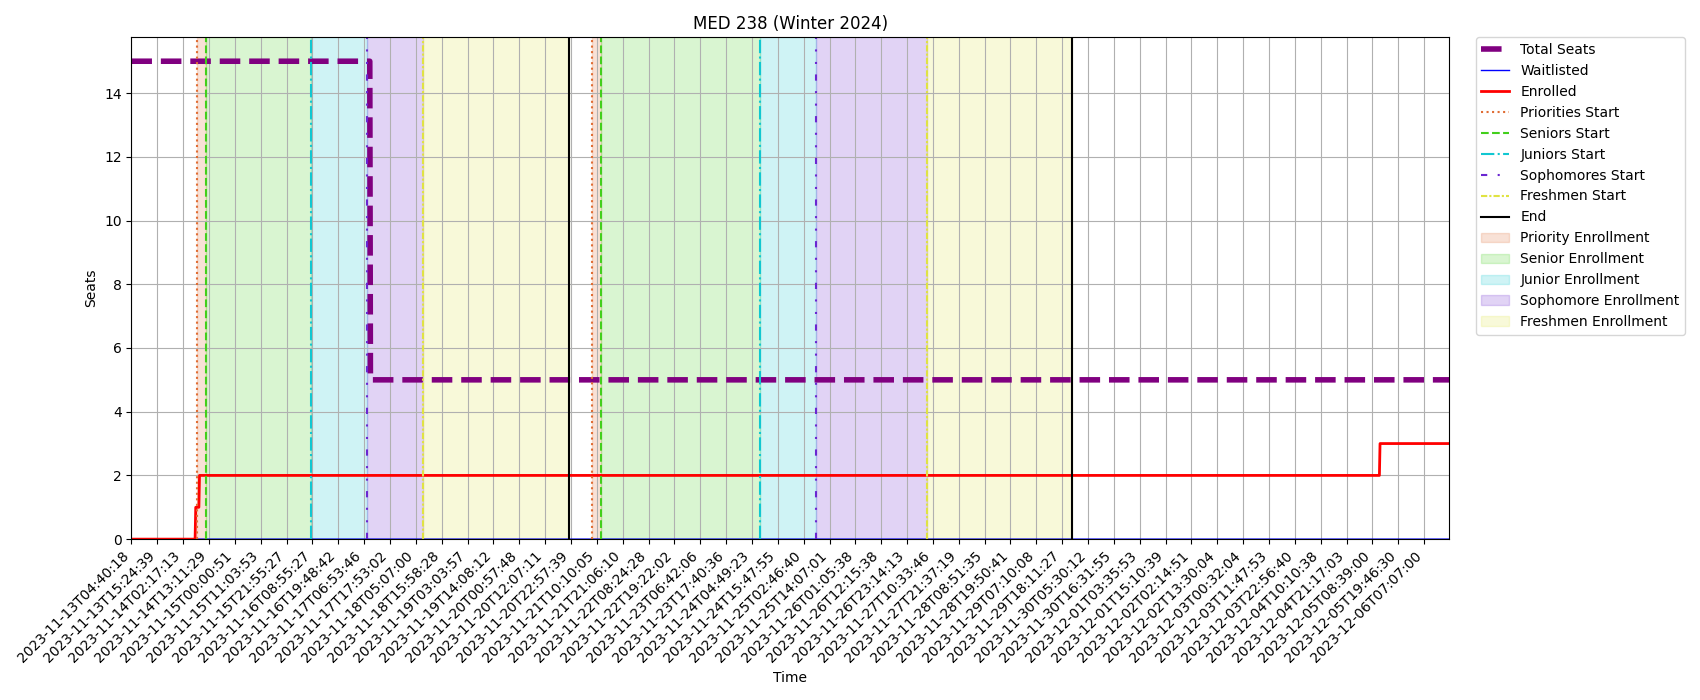 MED 238 (Winter 2024)
Total Seats
Waitlisted
Enrolled
Priorities Start
Seniors Start
Juniors Start
Sophomores Start
Freshmen Start
End
Priority Enrollment
Senior Enrollment
Junior Enrollment
Sophomore Enrollment
Freshmen Enrollment
Seats
14
12
10
8
6
4
2
0
2023-11-13T04:40:18
2023-11-13T15:24:39
2023-11-14T02:17:13
2023-11-14T13:11:29
2023-11-15T00:00:51
2023-11-15T11:03:53
2023-11-15T21:55:27
2023-11-16T08:55:27
2023-11-16T19:48:42
2023-11-17T06:53:46
2023-11-17T17:53:02
2023-11-18T05:07:00
2023-11-18T15:58:28
2023-11-19T03:03:57
2023-11-19T14:08:12
2023-11-20T00:57:48
2023-11-20T12:07:11
2023-11-20T22:57:39
2023-11-21T10:10:05
2023-11-21T21:06:10
2023-11-22T08:24:28
2023-11-22T19:22:02
2023-11-23T06:42:06
2023-11-23T17:40:36
2023-11-24T04:49:23
2023-11-24T15:47:55
2023-11-25T02:46:40
2023-11-25T14:07:01
2023-11-26T01:05:38
2023-11-26T12:15:38
2023-11-26T23:14:13
2023-11-27T10:33:46
2023-11-27T21:37:19
2023-11-28T08:51:35
2023-11-28T19:50:41
2023-11-29T07:10:08
2023-11-29T18:11:27
2023-11-30T05:30:12
2023-11-30T16:31:55
2023-12-01T03:35:53
2023-12-01T15:10:39
2023-12-02T02:14:51
2023-12-02T13:30:04
2023-12-03T00:32:04
2023-12-03T11:47:53
2023-12-03T22:56:40
2023-12-04T10:10:38
2023-12-04T21:17:03
2023-12-05T08:39:00
2023-12-05T19:46:30
2023-12-06T07:07:00
Time